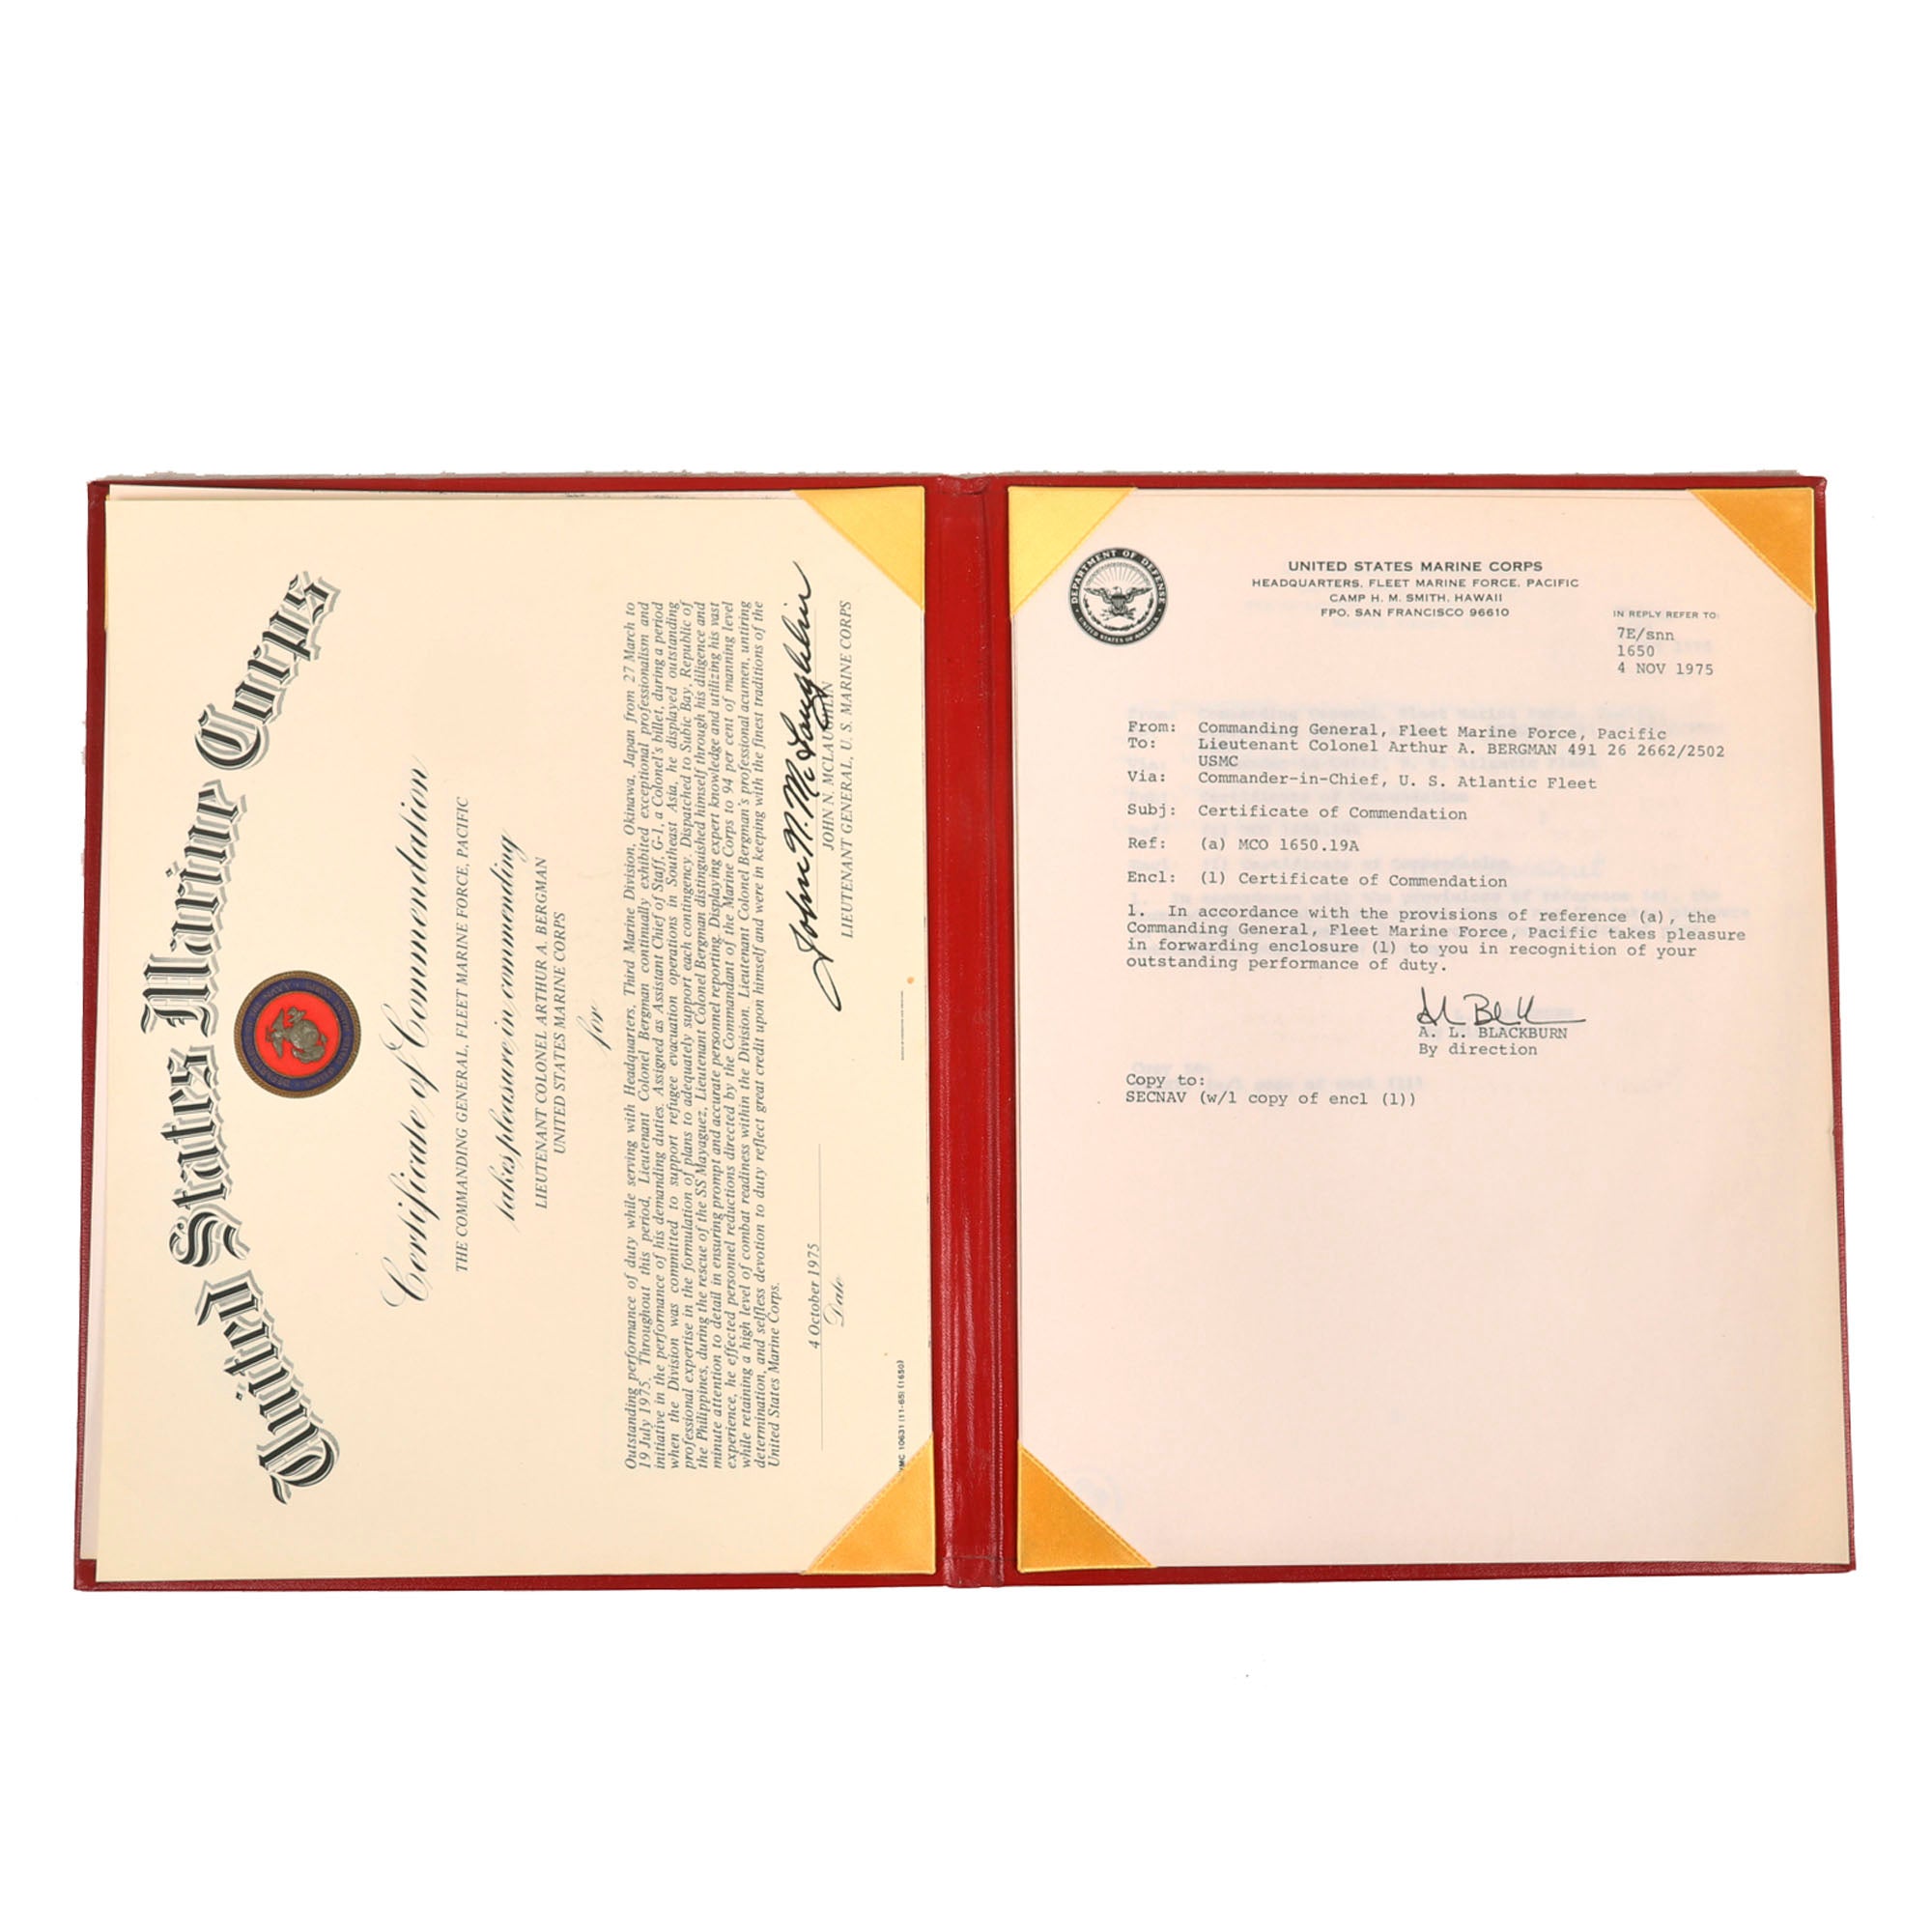 United States Marine Corps
Certificate of Commendation
THE COMMANDING GENERAL, FLEET MARINE FORCE, PACIFIC
takes pleasure in commending
LIEUTENANT COLONEL ARTHUR A. BERGMAN
UNITED STATES MARINE CORPS
for
Outstanding performance of duty while serving with Headquarters, Third Marine Division, Okinawa, Japan from 27 March to
19 July 1975. Throughout this period, Lieutenant Colonel Bergman continually exhibited exceptional professionalism and
initiative in the performance of his demanding duties. Assigned as Assistant Chief of Staff, G-1, a Colonel's billet, during a period
when the Division was committed to support refugee evacuation operations in Southeast Asia, he displayed outstanding
professional expertise in the formulation of plans to adequately support each contingency. Dispatched to Subic Bay, Republic of
the Philippines, during the rescue of the SS Mayaguez, Lieutenant Colonel Bergman distinguished himself through his diligence and
minute attention to detail in ensuring prompt and accurate personnel reporting. Displaying expert knowledge and utilizing his vast
experience, he effected personnel reductions directed by the Commandant of the Marine Corps to 94 per cent of manning level
while retaining a high level of combat readiness within the Division. Lieutenant Colonel Bergman's professional acumen, untiring
determination, and selfless devotion to duty reflect great credit upon himself and were in keeping with the finest traditions of the
United States Marine Corps.
4 October 1975
Date
John N. McLaughlin
JOHN N. MCLAUGHLIN
LIEUTENANT GENERAL, U. S. MARINE CORPS
VMC 10631 (11-65) (1650)
DEPARTMENT OF DEFENSE
UNITED STATES OF AMERICA
UNITED STATES MARINE CORPS
HEADQUARTERS, FLEET MARINE FORCE, PACIFIC
CAMP H. M. SMITH, HAWAII
FPO, SAN FRANCISCO 96610
IN REPLY REFER TO:
7E/snn
1650
4 NOV 1975
From: Commanding General, Fleet Marine Force, Pacific
To: Lieutenant Colonel Arthur A. BERGMAN 491 26 2662/2502
USMC
Via: Commander-in-Chief, U. S. Atlantic Fleet
Subj: Certificate of Commendation
Ref: (a) MCO 1650.19A
Encl: (1) Certificate of Commendation
1. In accordance with the provisions of reference (a), the
Commanding General, Fleet Marine Force, Pacific takes pleasure
in forwarding enclosure (1) to you in recognition of your
outstanding performance of duty.
A. L. BLACKBURN
By direction
Copy to:
SECNAV (w/1 copy of encl (1))